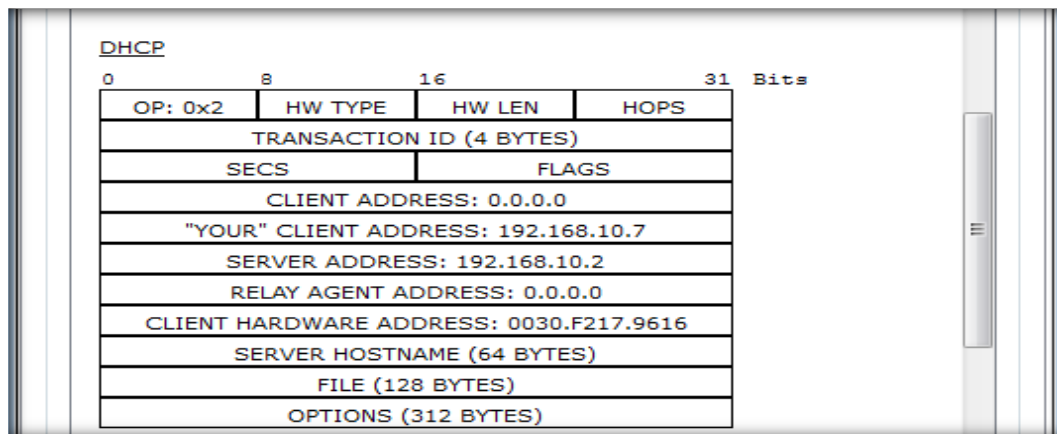 DHCP
0 8 16 31 Bits
OP: 0x2 HW TYPE HW LEN HOPS
TRANSACTION ID (4 BYTES)
SECS FLAGS
CLIENT ADDRESS: 0.0.0.0
"YOUR" CLIENT ADDRESS: 192.168.10.7
SERVER ADDRESS: 192.168.10.2
RELAY AGENT ADDRESS: 0.0.0.0
CLIENT HARDWARE ADDRESS: 0030.F217.9616
SERVER HOSTNAME (64 BYTES)
FILE (128 BYTES)
OPTIONS (312 BYTES)